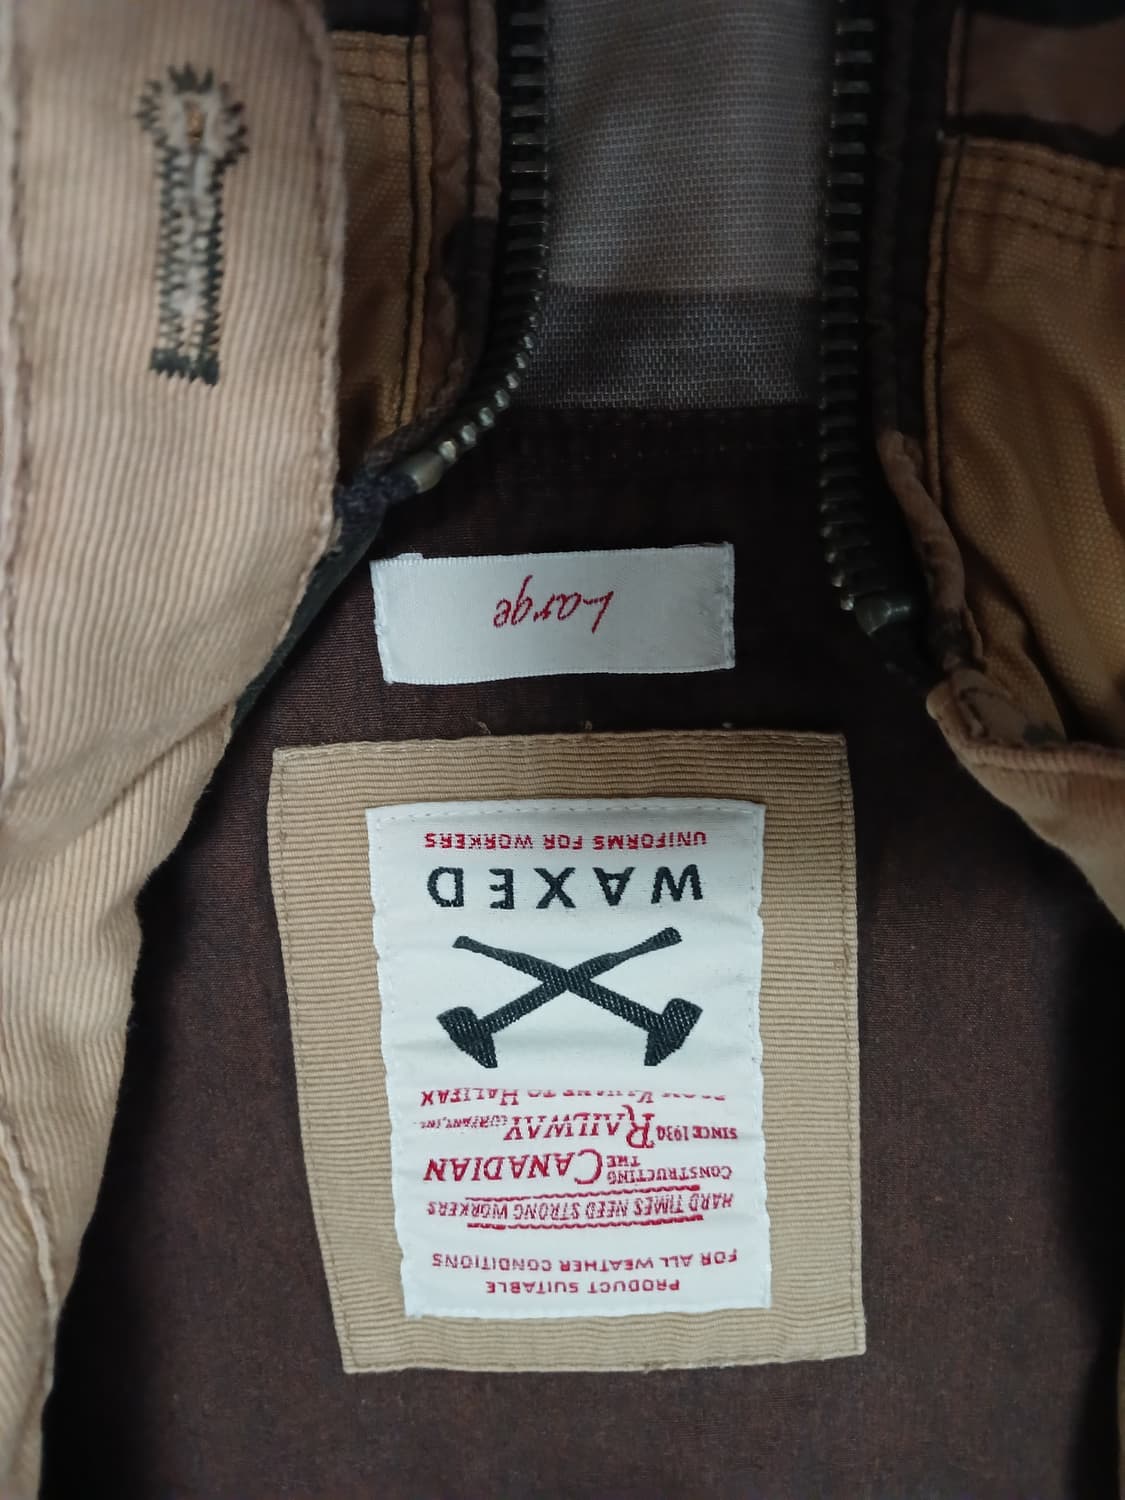 PRODUCT SUITABLE
FOR ALL WEATHER CONDITIONS
HARD TIMES NEED STRONG WORKERS
CONSTRUCTING THE CANADIAN
SINCE 1930 RAILWAY COMPANY, INC.
TO HALIFAX
WAXED
UNIFORMS FOR WORKERS
Large